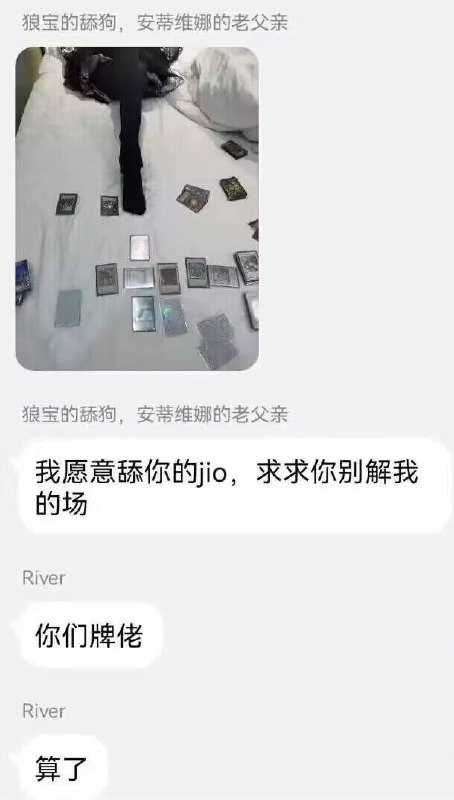 狼宝的舔狗，安蒂维娜的老父亲
狼宝的舔狗，安蒂维娜的老父亲
我愿意舔你的jio，求求你别解我
的场
River
你们牌佬
River
算了